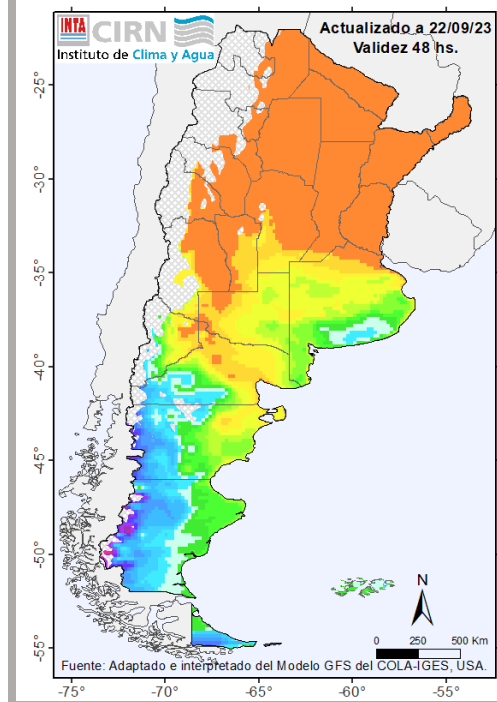 INTA CIRN
Instituto de Clima y Agua
Actualizado a 22/09/23
Validez 48 hs.
-25°
-30°
-35°
-40°
-45°
-50°
-55°
N
0 250 500 Km
Fuente: Adaptado e interpretado del Modelo GFS del COLA-IGES, USA.
-75° -70° -65° -60° -55°